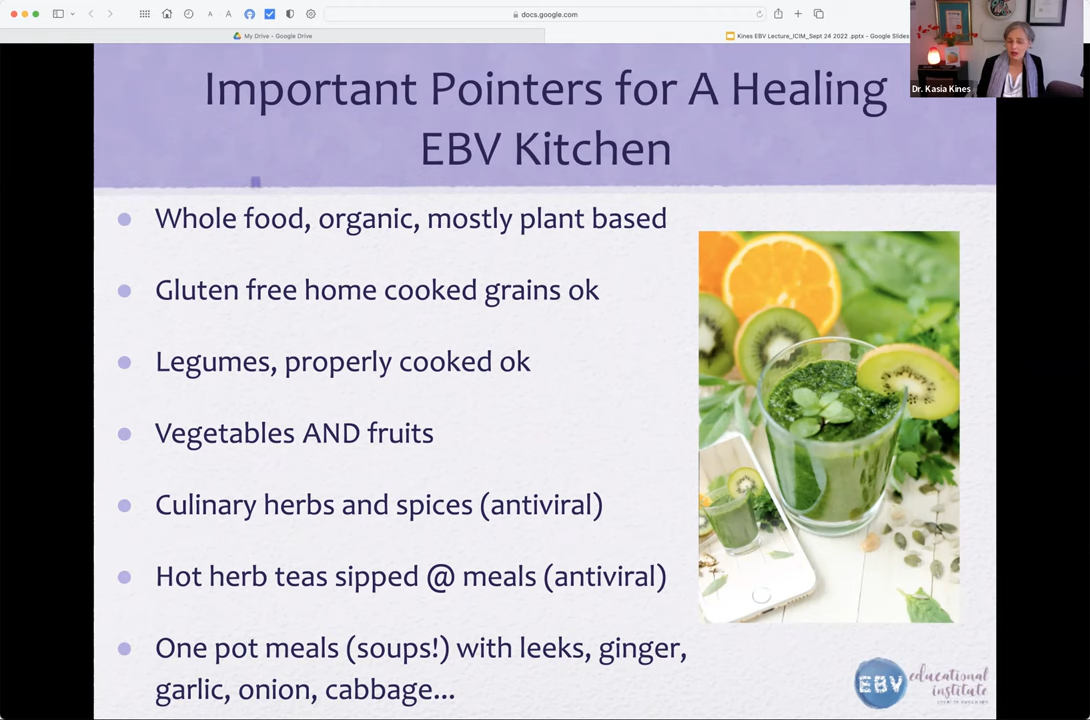 docs.google.com
My Drive - Google Drive
Kines EBV Lecture_ICIM_Sept 24 2022 .pptx - Google Slides
Dr. Kasia Kines
Important Pointers for A Healing
EBV Kitchen
Whole food, organic, mostly plant based
Gluten free home cooked grains ok
Legumes, properly cooked ok
Vegetables AND fruits
Culinary herbs and spices (antiviral)
Hot herb teas sipped @ meals (antiviral)
One pot meals (soups!) with leeks, ginger,
garlic, onion, cabbage...
EBV educational
institute